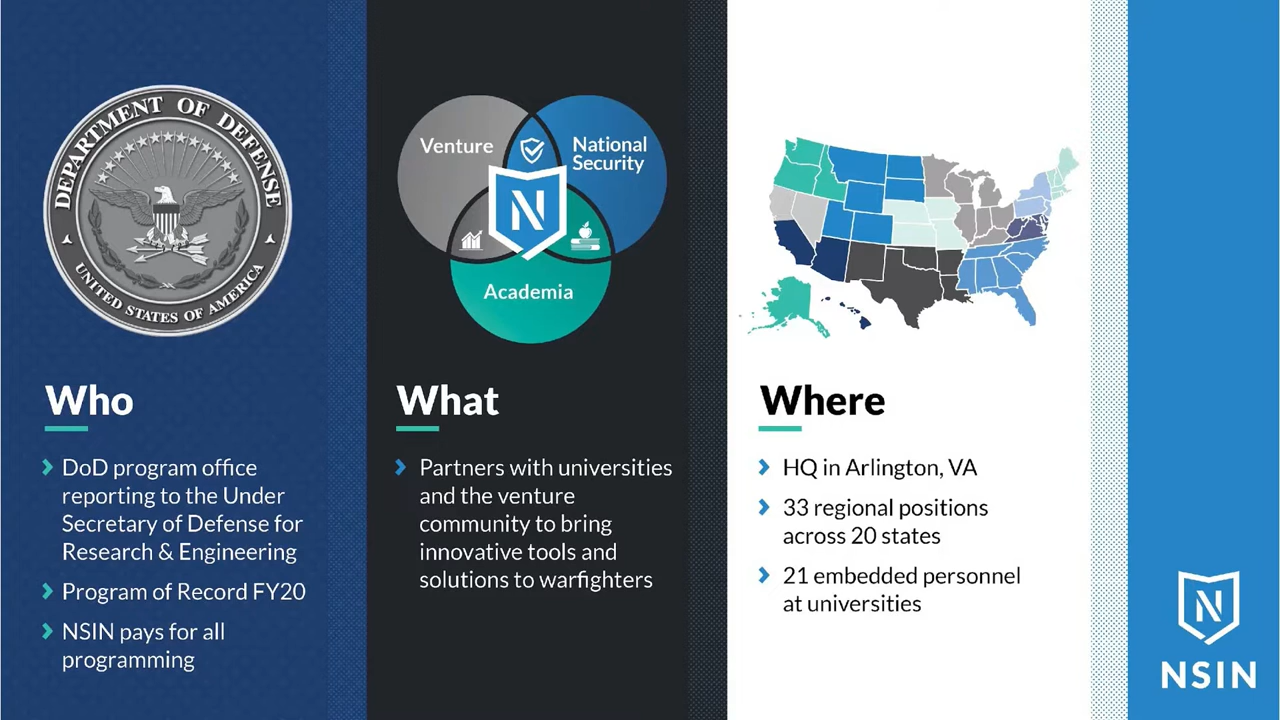 DEPARTMENT OF DEFENSE
UNITED STATES OF AMERICA
Who
DoD program office
reporting to the Under
Secretary of Defense for
Research & Engineering
Program of Record FY20
NSIN pays for all
programming
Venture
National
Security
N
Academia
What
Partners with universities
and the venture
community to bring
innovative tools and
solutions to warfighters
Where
HQ in Arlington, VA
33 regional positions
across 20 states
21 embedded personnel
at universities
N
NSIN